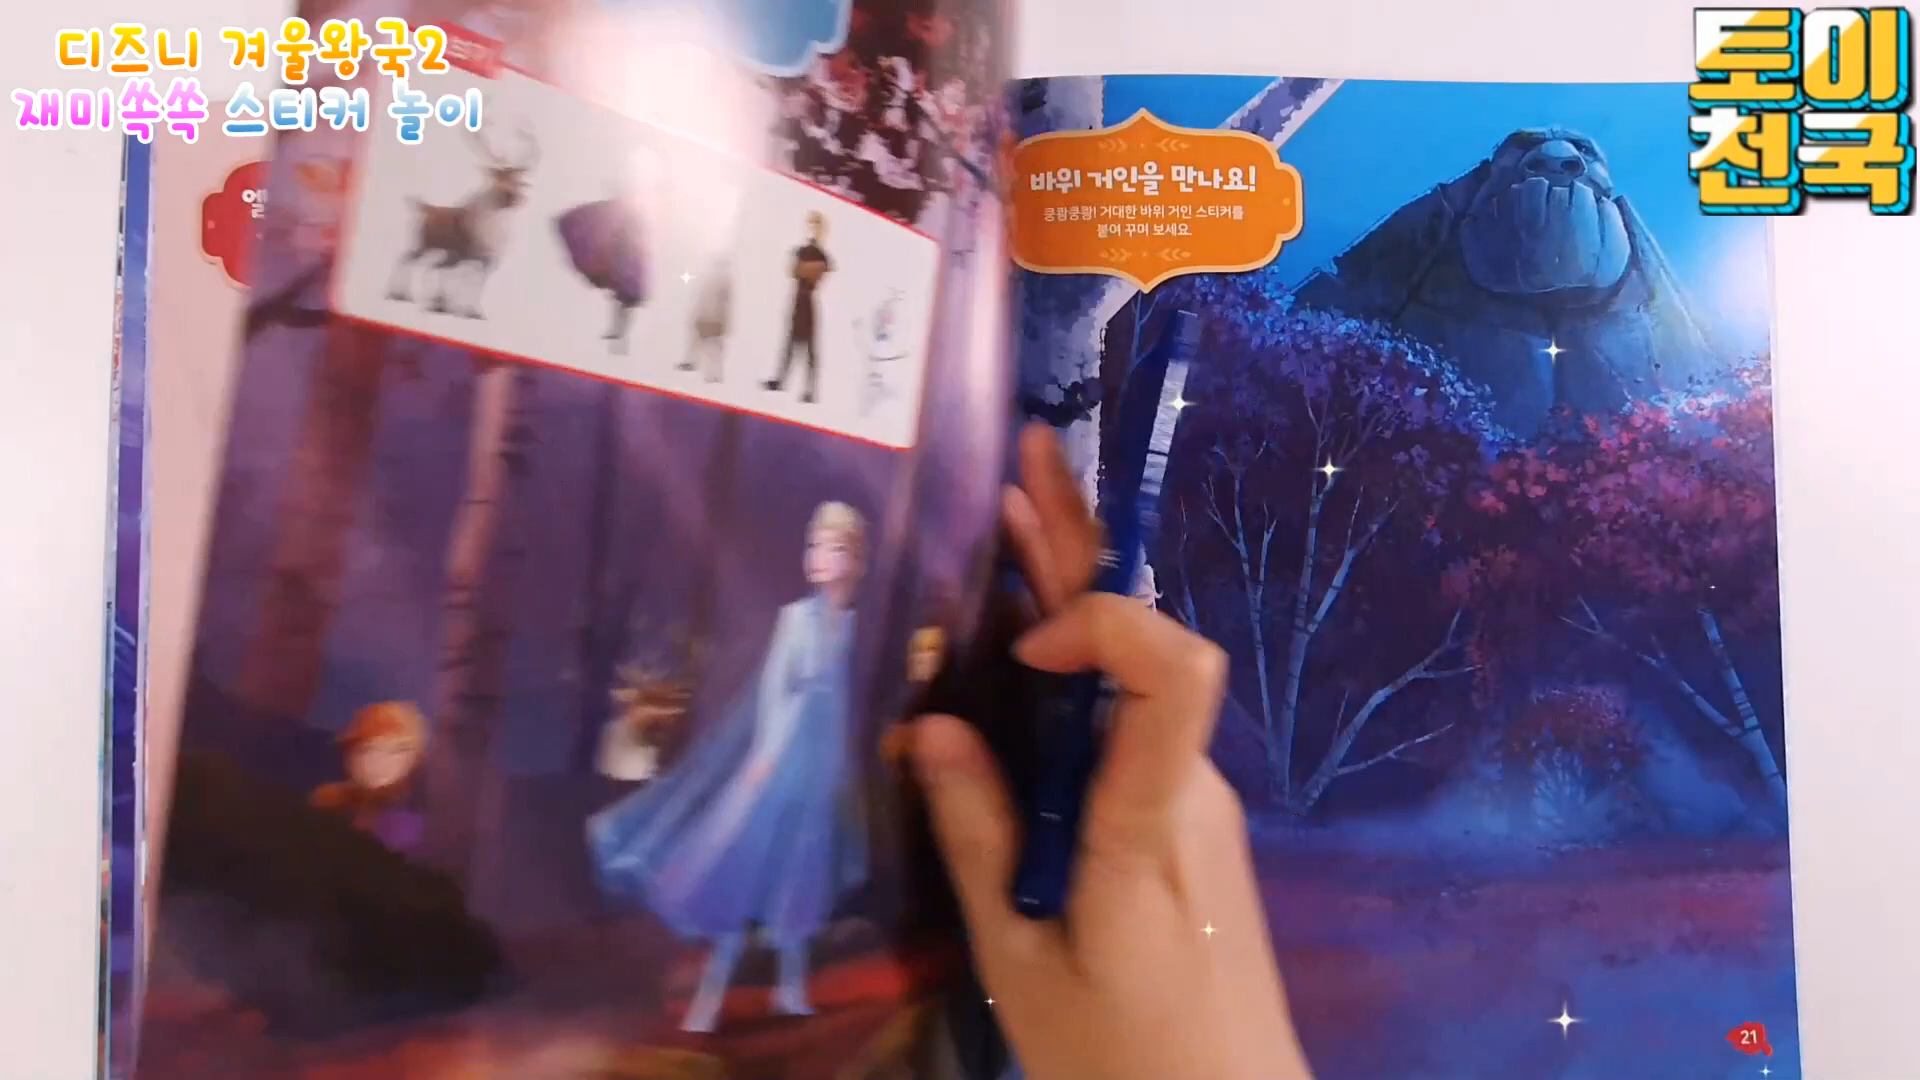 디즈니 겨울왕국2
재미쏙쏙 스티커 놀이
토이
천국
엘
바위 거인을 만나요!
쿵쾅쿵쾅! 거대한 바위 거인 스티커를
붙여 꾸며 보세요.
21